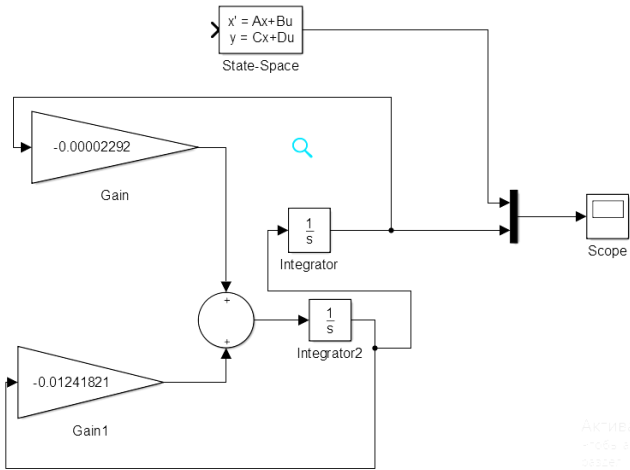 x' = Ax+Bu
y = Cx+Du
State-Space
-0.00002292
Gain
1
s
Integrator
Scope
+
+
1
s
Integrator2
-0.01241821
Gain1